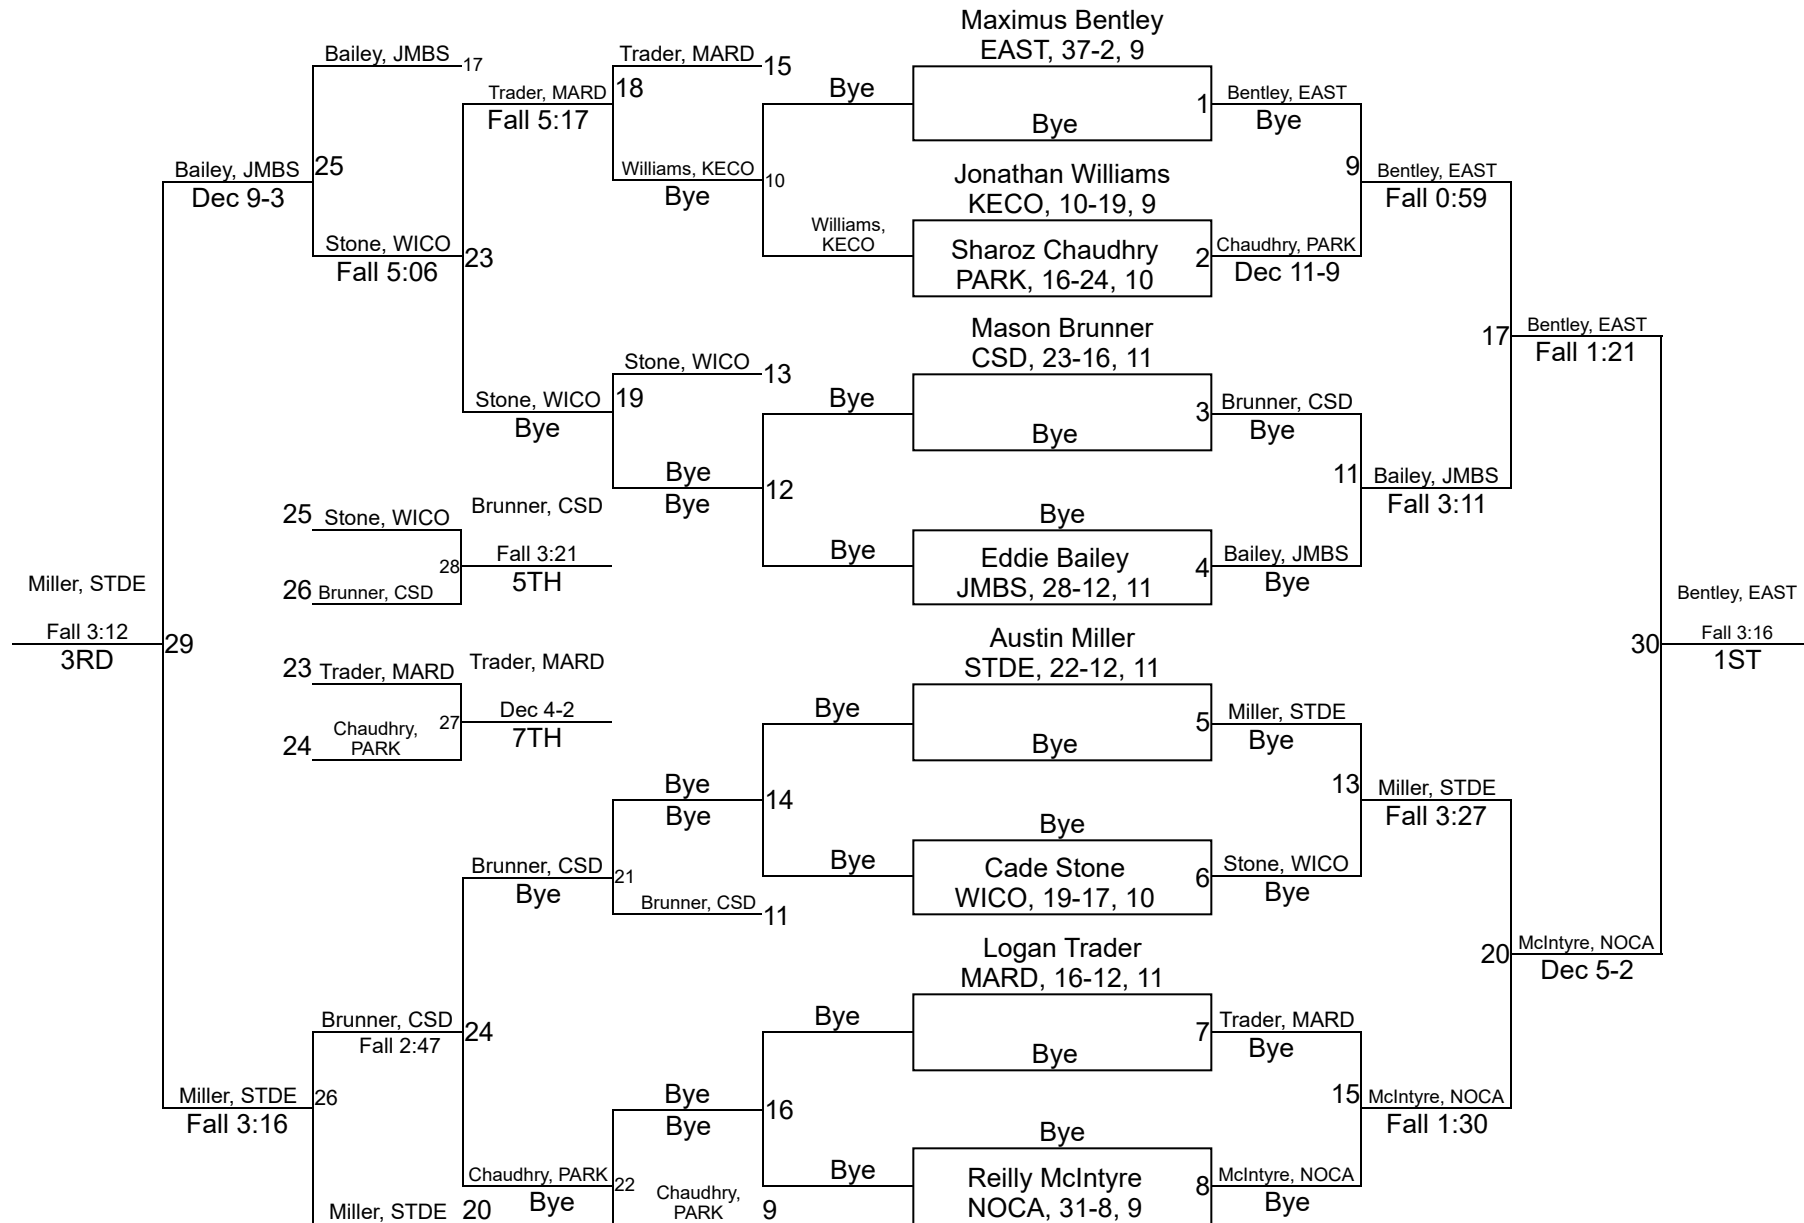 Maximus Bentley
EAST, 37-2, 9
Bailey, JMBS 17
Trader, MARD 15
Trader, MARD 18
Fall 5:17
Bye
Bye
1 Bentley, EAST
Bye
Bailey, JMBS 25
Dec 9-3
Williams, KECO 10
Bye
Jonathan Williams
KECO, 10-19, 9
9 Bentley, EAST
Fall 0:59
Stone, WICO 23
Fall 5:06
Williams,
KECO
Sharoz Chaudhry
PARK, 16-24, 10
2 Chaudhry, PARK
Dec 11-9
Mason Brunner
CSD, 23-16, 11
17 Bentley, EAST
Fall 1:21
Stone, WICO 13
Stone, WICO 19
Bye
Bye
Bye
3 Brunner, CSD
Bye
Bye 12
Bye
11 Bailey, JMBS
Fall 3:11
25 Stone, WICO
Brunner, CSD
28 Fall 3:21
5TH
26 Brunner, CSD
Bye
Bye
Eddie Bailey
JMBS, 28-12, 11
4 Bailey, JMBS
Bye
Miller, STDE
Fall 3:12 29
3RD
Bentley, EAST
30 Fall 3:16
1ST
23 Trader, MARD
Trader, MARD
27 Dec 4-2
7TH
24 Chaudhry,
PARK
Austin Miller
STDE, 22-12, 11
Bye
Bye
5 Miller, STDE
Bye
Bye 14
Bye
13 Miller, STDE
Fall 3:27
Brunner, CSD 21
Bye
Brunner, CSD 11
Bye
Bye
Cade Stone
WICO, 19-17, 10
6 Stone, WICO
Bye
Logan Trader
MARD, 16-12, 11
20 McIntyre, NOCA
Dec 5-2
Brunner, CSD 24
Fall 2:47
Bye
Bye
7 Trader, MARD
Bye
Miller, STDE 26
Fall 3:16
Bye 16
Bye
15 McIntyre, NOCA
Fall 1:30
Chaudhry, PARK 22
Bye
Miller, STDE 20
Chaudhry,
PARK 9
Bye
Bye
Reilly McIntyre
NOCA, 31-8, 9
8 McIntyre, NOCA
Bye